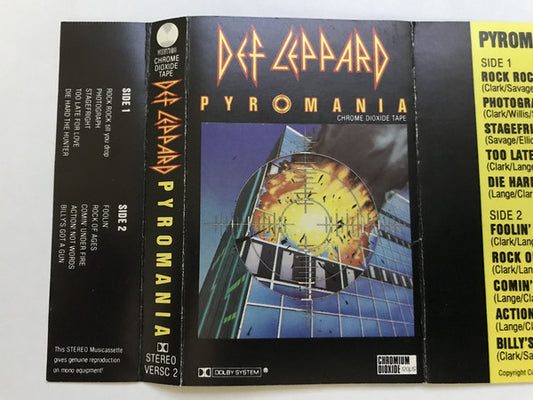 SIDE 1
ROCK ROCK till you drop
PHOTOGRAPH
STAGEFRIGHT
TOO LATE FOR LOVE
DIE HARD THE HUNTER
SIDE 2
FOOLIN'
ROCK OF AGES
COMIN' UNDER FIRE
ACTION! NOT WORDS
BILLY'S GOT A GUN
This STEREO Musicassette
gives genuine reproduction
on mono equipment!
CHROME
DIOXIDE
TAPE
DEF LEPPARD PYROMANIA
STEREO
VERSC 2
DEF LEPPARD
PYROMANIA
CHROME DIOXIDE TAPE
DOLBY SYSTEM ®
CHROMIUM
DIOXIDE 120µS
PYROM
SIDE 1
ROCK ROC
(Clark/Savage
PHOTOGRA
(Clark/Willis/
STAGEFRI
(Savage/Ellio
TOO LATE
(Clark/Lange
DIE HARD
(Lange/Clar
SIDE 2
FOOLIN'
(Clark/Lang
ROCK O
(Clark/Lang
COMIN'
(Lange/Cla
ACTION
(Lange/Cl
BILLY'S
(Clark/Sa
Copyright Co